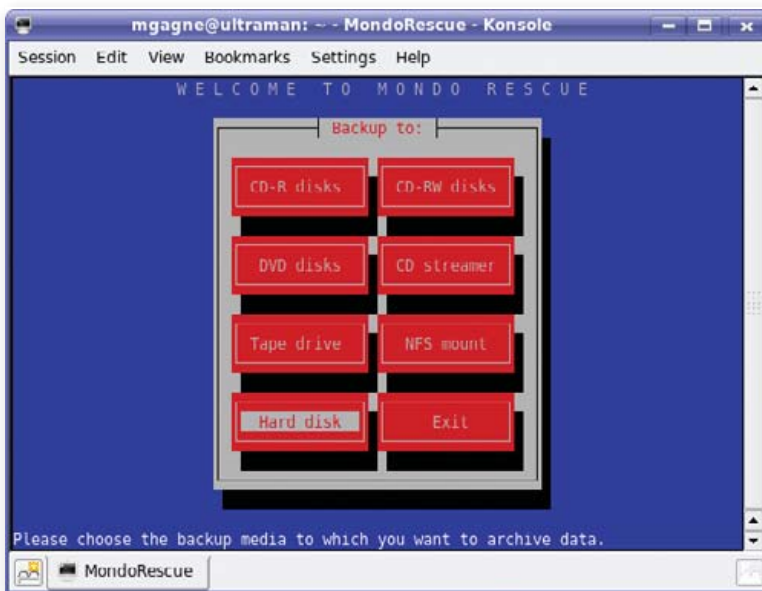 mgagne@ultraman: ~ - MondoRescue - Konsole
Session Edit View Bookmarks Settings Help
WELCOME TO MONDO RESCUE
Backup to:
CD-R disks CD-RW disks
DVD disks CD streamer
Tape drive NFS mount
Hard disk Exit
Please choose the backup media to which you want to archive data.
MondoRescue